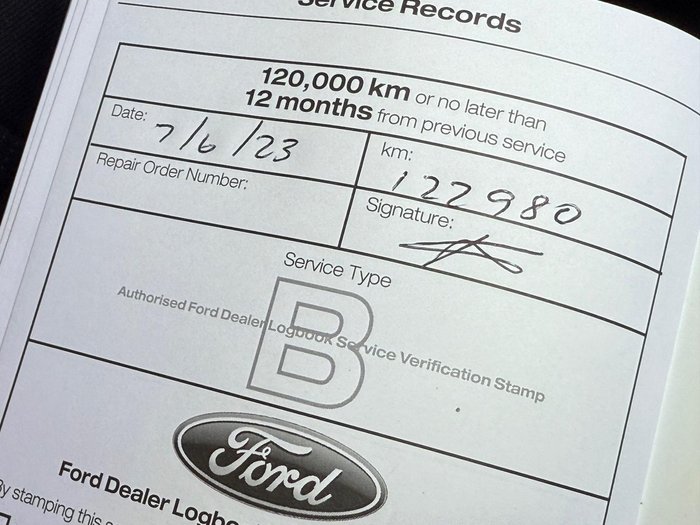 Service Records
120,000 km or no later than
12 months from previous service
Date: 7/6/23
km: 122980
Repair Order Number:
Signature:
Service Type
B
Authorised Ford Dealer Logbook Service Verification Stamp
Ford
Ford Dealer Logbo
By stamping this